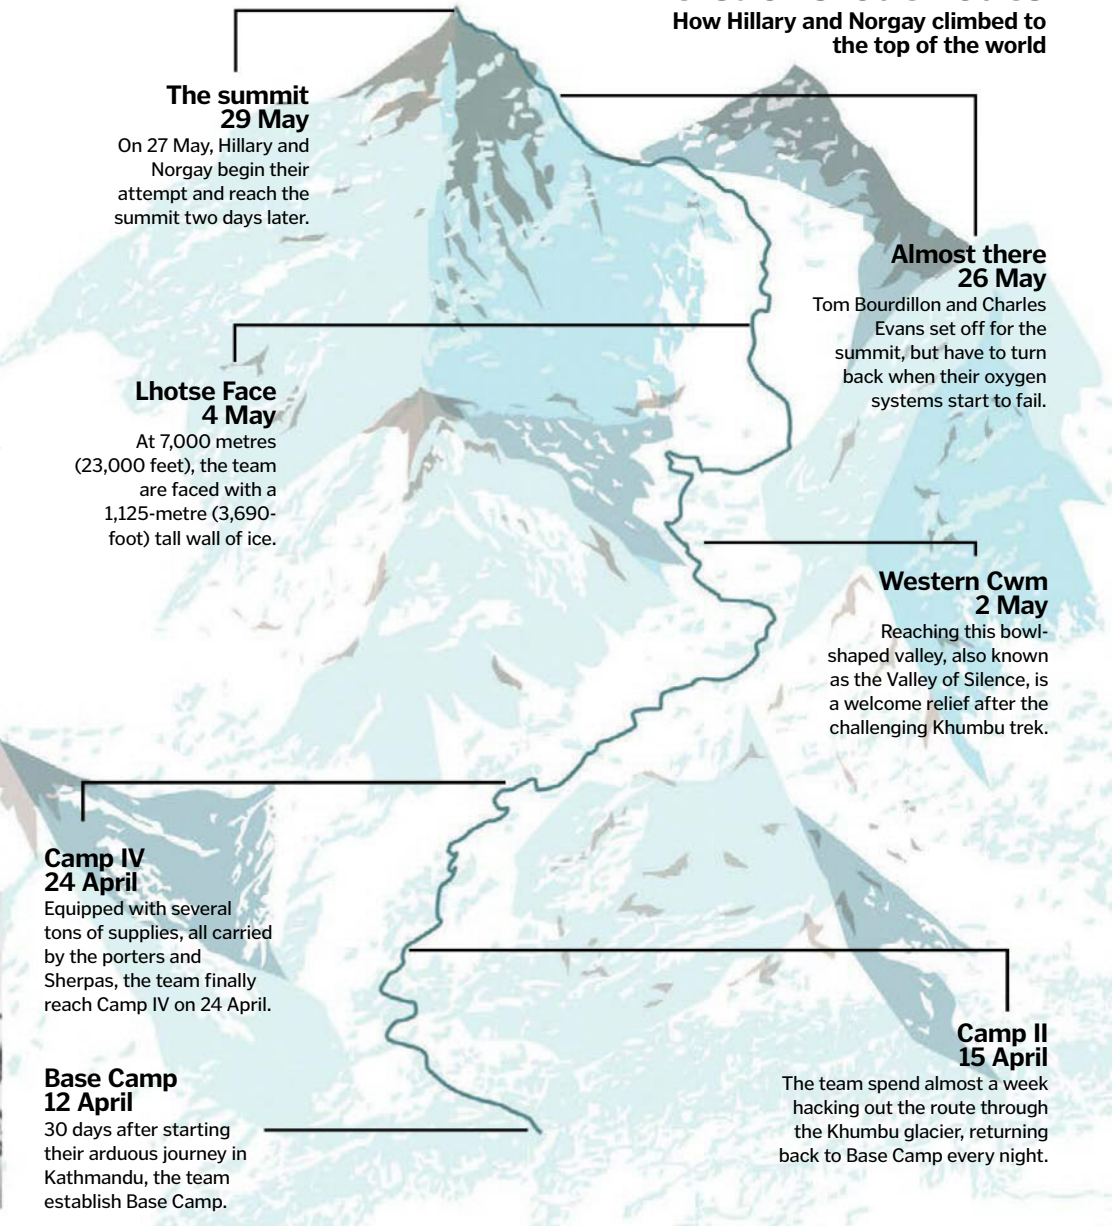 How Hillary and Norgay climbed to
the top of the world
The summit
29 May
On 27 May, Hillary and
Norgay begin their
attempt and reach the
summit two days later.
Almost there
26 May
Tom Bourdillon and Charles
Evans set off for the
summit, but have to turn
back when their oxygen
systems start to fail.
Lhotse Face
4 May
At 7,000 metres
(23,000 feet), the team
are faced with a
1,125-metre (3,690-
foot) tall wall of ice.
Western Cwm
2 May
Reaching this bowl-
shaped valley, also known
as the Valley of Silence, is
a welcome relief after the
challenging Khumbu trek.
Camp IV
24 April
Equipped with several
tons of supplies, all carried
by the porters and
Sherpas, the team finally
reach Camp IV on 24 April.
Camp II
15 April
The team spend almost a week
hacking out the route through
the Khumbu glacier, returning
back to Base Camp every night.
Base Camp
12 April
30 days after starting
their arduous journey in
Kathmandu, the team
establish Base Camp.